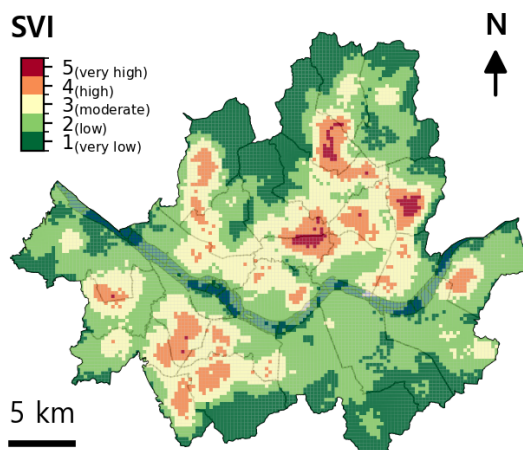 SVI
N
5(very high)
4(high)
3(moderate)
2(low)
1(very low)
5 km